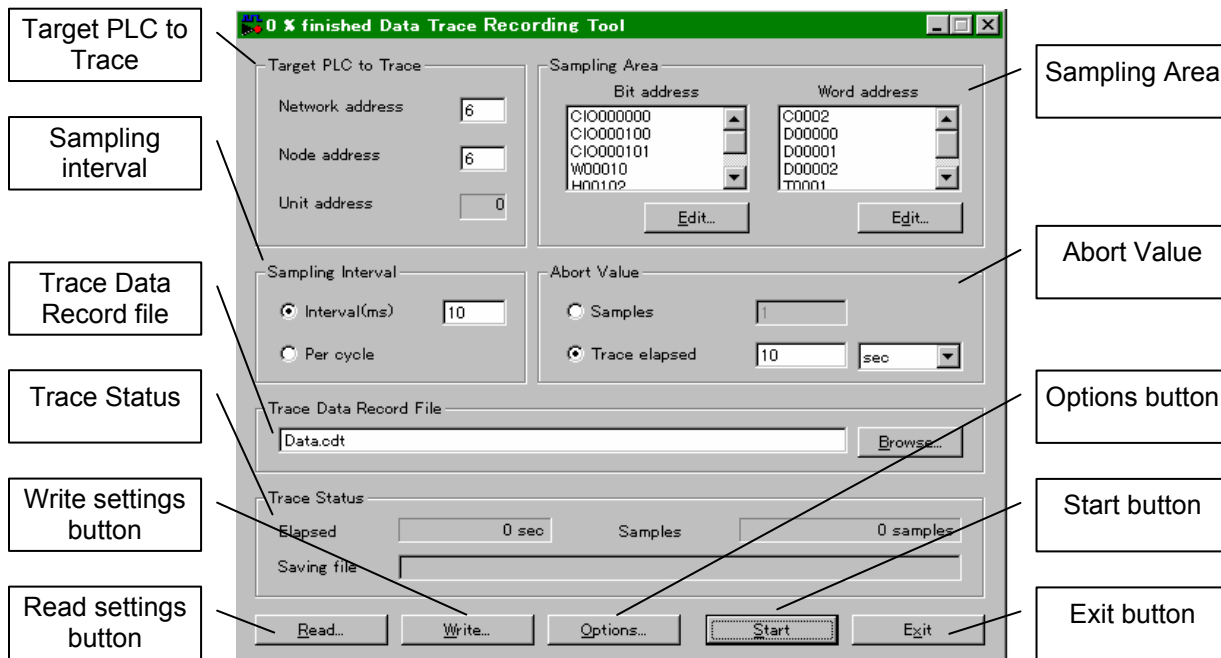 Target PLC to
Trace
Sampling
interval
Trace Data
Record file
Trace Status
Write settings
button
Read settings
button
0 % finished Data Trace Recording Tool
Target PLC to Trace
Network address 6
Node address 6
Unit address 0
Sampling Area
Bit address
CIO000000
CIO000100
CIO000101
W00010
H00102
Edit...
Word address
C0002
D00000
D00001
D00002
T0001
Edit...
Sampling Interval
Interval(ms) 10
Per cycle
Abort Value
Samples 1
Trace elapsed 10 sec
Trace Data Record File
Data.cdt Browse...
Trace Status
Elapsed 0 sec Samples 0 samples
Saving file
Read... Write... Options... Start Exit
Sampling Area
Abort Value
Options button
Start button
Exit button